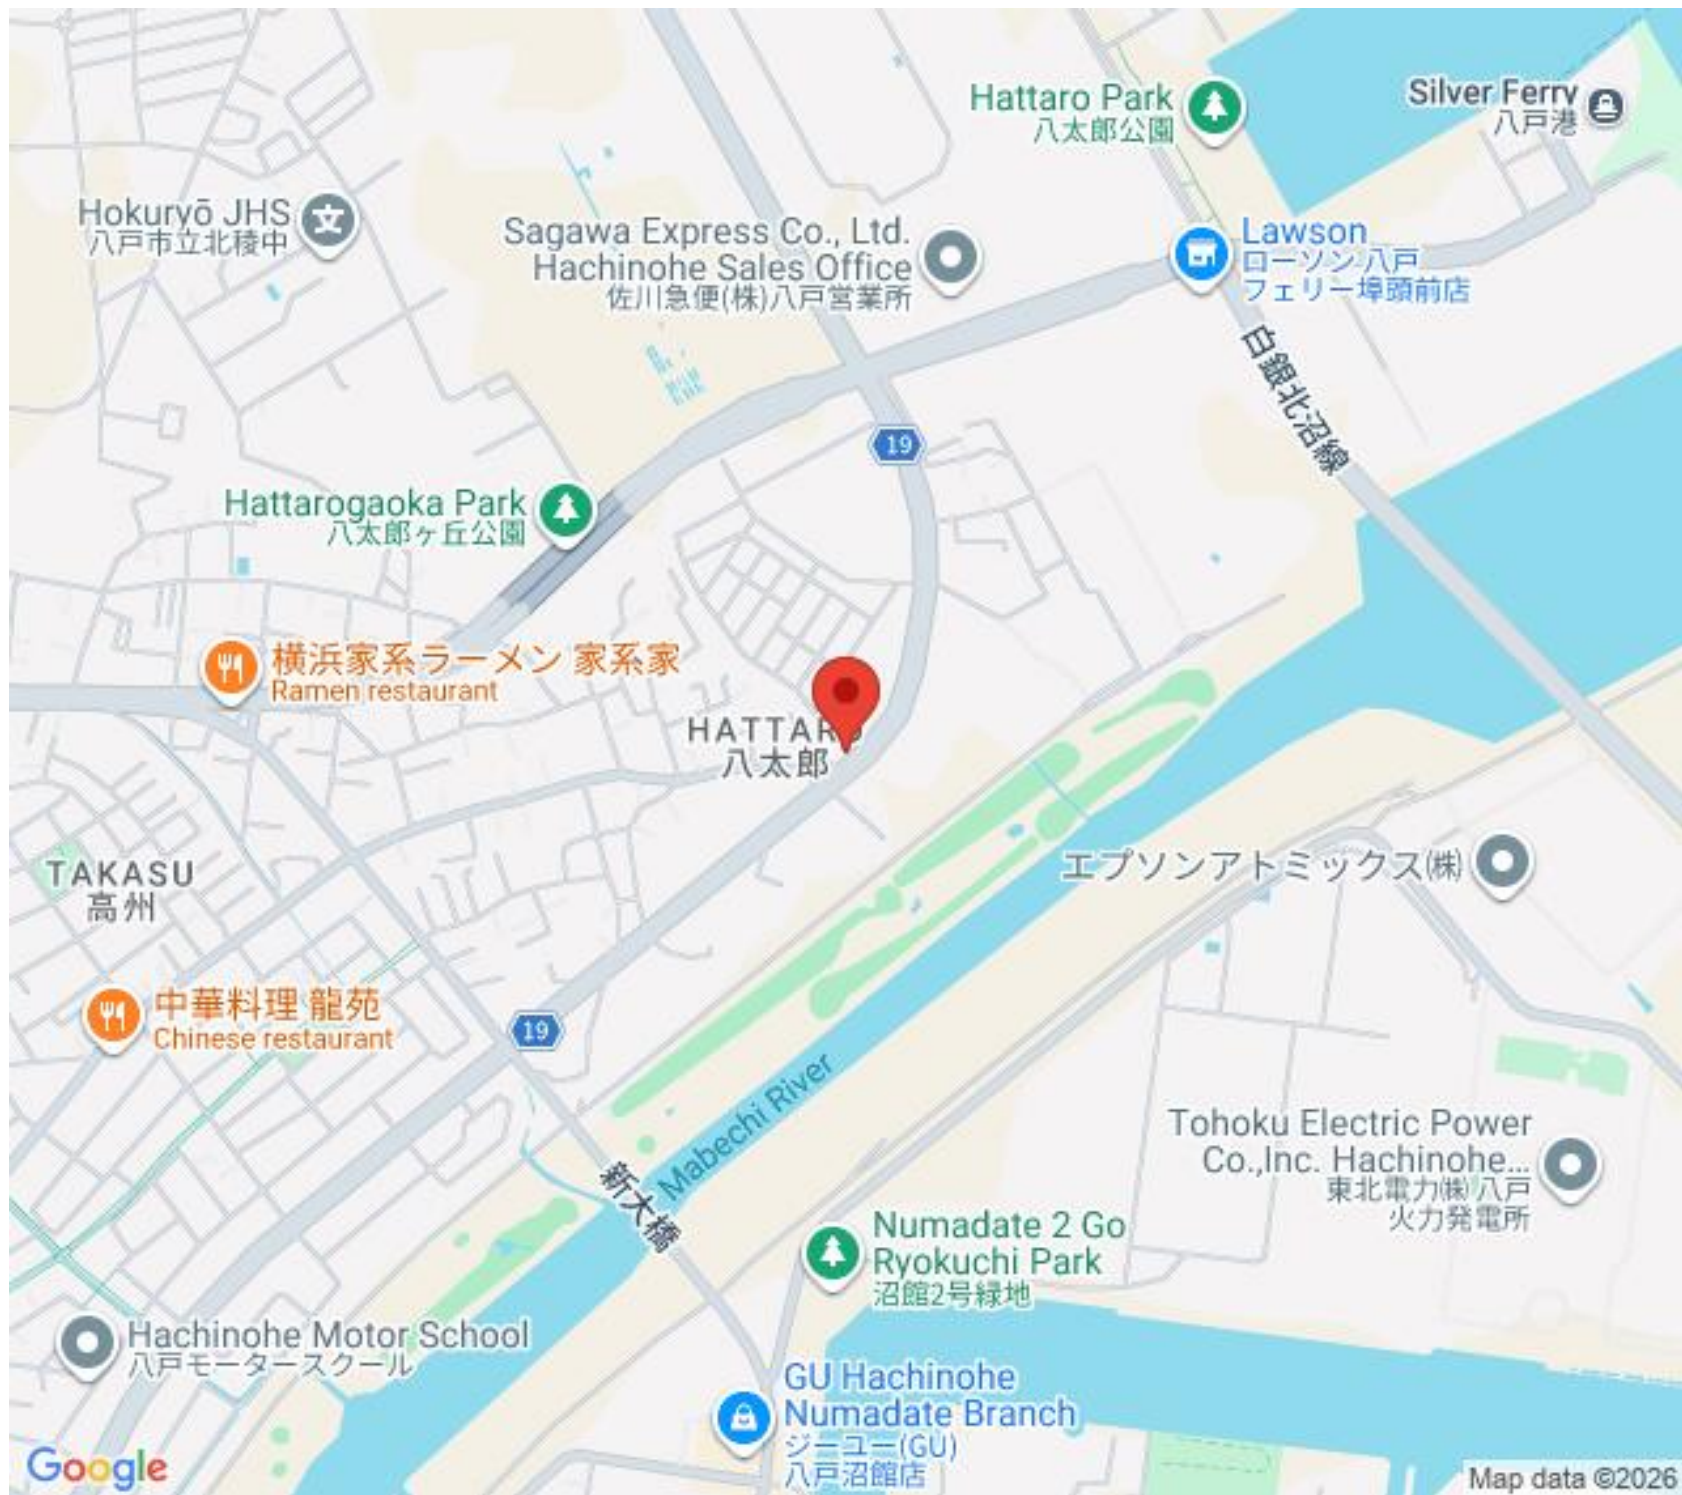 Hattaro Park
八太郎公園
Silver Ferry
八戸港
Hokuryō JHS
八戸市立北稜中
Sagawa Express Co., Ltd.
Hachinohe Sales Office
佐川急便(株)八戸営業所
Lawson
ローソン 八戸
フェリー埠頭前店
白銀北沼線
19
Hattarogaoka Park
八太郎ヶ丘公園
横浜家系ラーメン 家系家
Ramen restaurant
HATTARO
八太郎
TAKASU
高州
エプソンアトミックス㈱
中華料理 龍苑
Chinese restaurant
19
Mabechi River
新大橋
Tohoku Electric Power
Co.,Inc. Hachinohe...
東北電力㈱ 八戸
火力発電所
Numadate 2 Go
Ryokuchi Park
沼館2号緑地
Hachinohe Motor School
八戸モータースクール
GU Hachinohe
Numadate Branch
ジーユー(GU)
八戸沼館店
Google
Map data ©2026